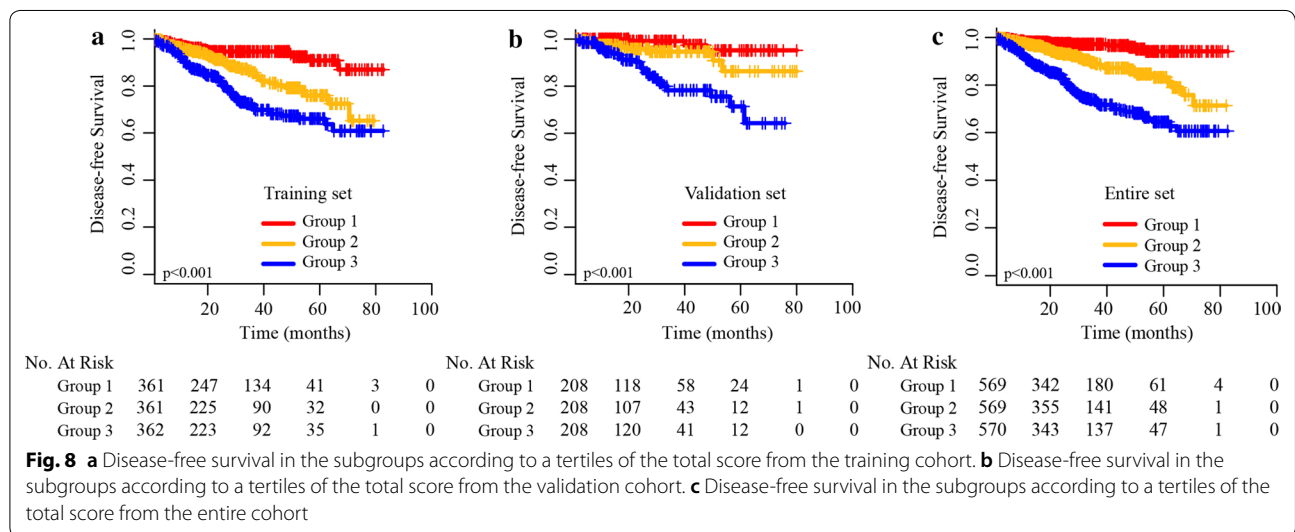 a
Disease-free Survival
1.0
0.8
0.6
0.4
0.2
0.0
Training set
Group 1
Group 2
Group 3
p<0.001
20 40 60 80 100
Time (months)
b
Disease-free Survival
1.0
0.8
0.6
0.4
0.2
0.0
Validation set
Group 1
Group 2
Group 3
p<0.001
20 40 60 80 100
Time (months)
c
Disease-free Survival
1.0
0.8
0.6
0.4
0.2
0.0
Entire set
Group 1
Group 2
Group 3
p<0.001
20 40 60 80 100
Time (months)
No. At Risk
Group 1 361 247 134 41 3 0
Group 2 361 225 90 32 0 0
Group 3 362 223 92 35 1 0
No. At Risk
Group 1 208 118 58 24 1 0
Group 2 208 107 43 12 1 0
Group 3 208 120 41 12 0 0
No. At Risk
Group 1 569 342 180 61 4 0
Group 2 569 355 141 48 1 0
Group 3 570 343 137 47 1 0
Fig. 8 a Disease-free survival in the subgroups according to a tertiles of the total score from the training cohort. b Disease-free survival in the
subgroups according to a tertiles of the total score from the validation cohort. c Disease-free survival in the subgroups according to a tertiles of the
total score from the entire cohort